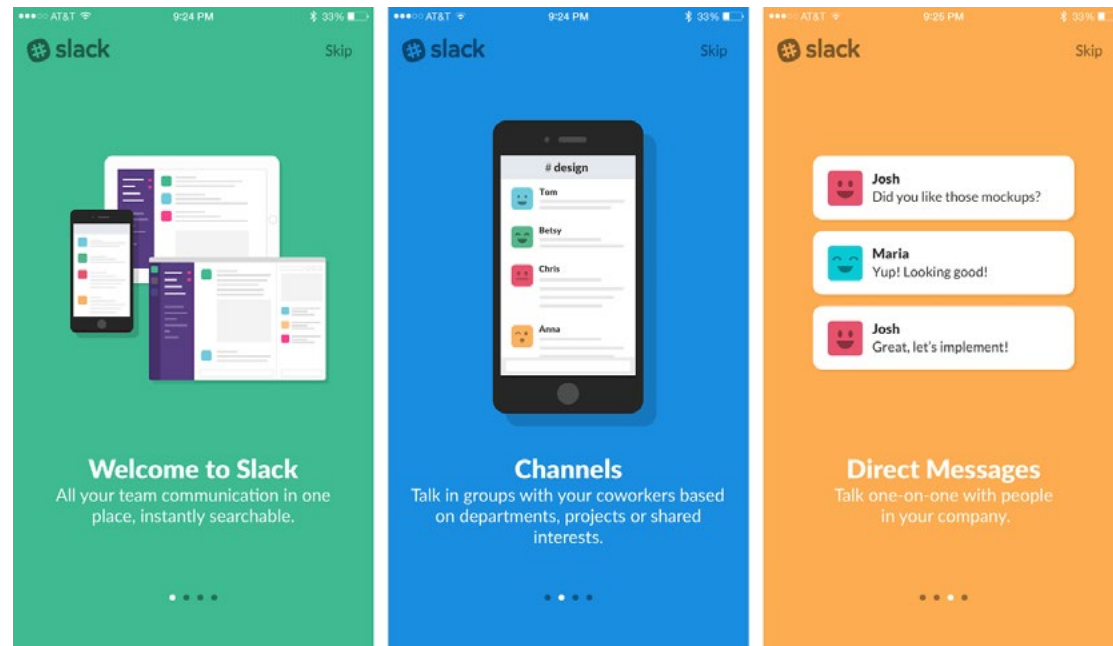 AT&T 9:24 PM 33%
slack Skip
Welcome to Slack
All your team communication in one
place, instantly searchable.
AT&T 9:24 PM 33%
slack Skip
# design
Tom
Betsy
Chris
Anna
Channels
Talk in groups with your coworkers based
on departments, projects or shared
interests.
AT&T 9:25 PM 33%
slack Skip
Josh
Did you like those mockups?
Maria
Yup! Looking good!
Josh
Great, let's implement!
Direct Messages
Talk one-on-one with people
in your company.